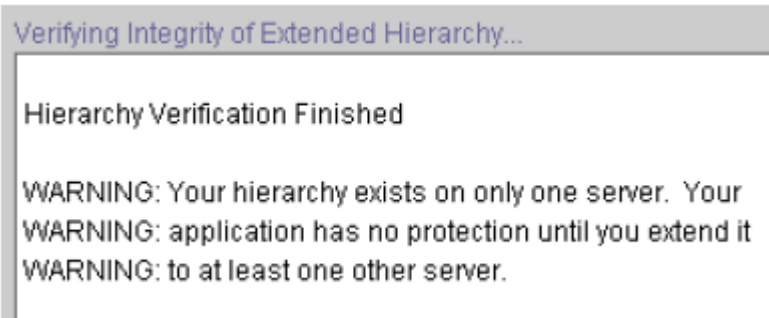 Verifying Integrity of Extended Hierarchy...
Hierarchy Verification Finished
WARNING: Your hierarchy exists on only one server.  Your
WARNING: application has no protection until you extend it
WARNING: to at least one other server.